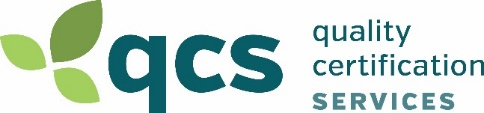 qcs
quality
certification
SERVICES